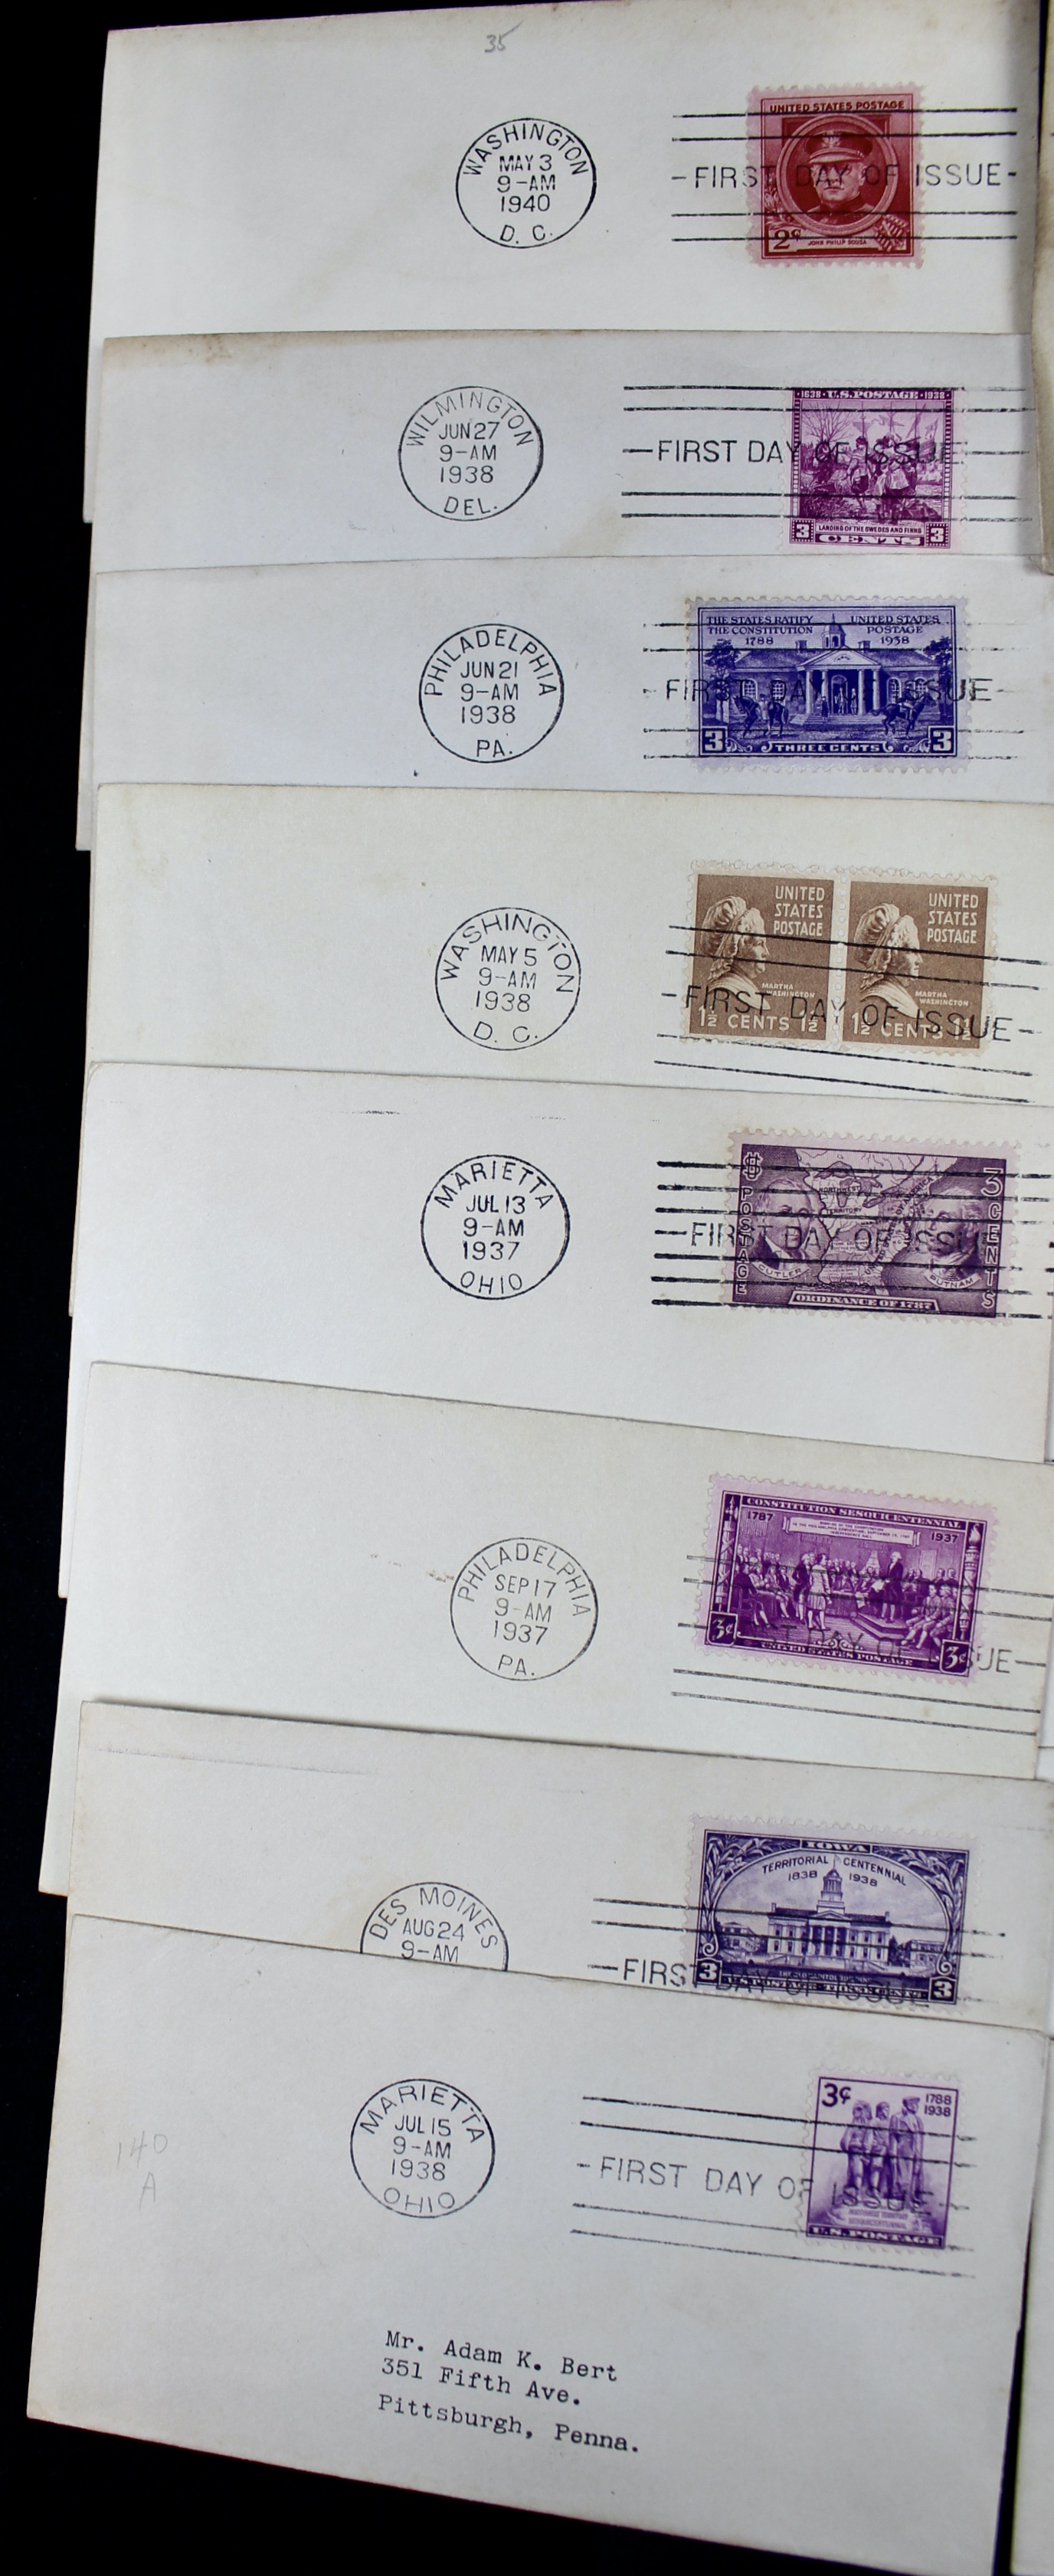 35
WASHINGTON
MAY 3
9-AM
1940
D. C.
UNITED STATES POSTAGE
-FIRST DAY OF ISSUE-
2¢
JOHN PHILIP SOUSA
WILMINGTON
JUN 27
9-AM
1938
DEL.
1638 U.S. POSTAGE 1938
-FIRST DAY OF ISSUE-
LANDING OF THE SWEDES AND FINNS
3 CENTS 3
PHILADELPHIA
JUN 21
9-AM
1938
PA.
THE STATES RATIFY UNITED STATES
THE CONSTITUTION POSTAGE
1788 1938
-FIRST DAY OF ISSUE-
3 THREE CENTS 3
WASHINGTON
MAY 5
9-AM
1938
D. C.
UNITED
STATES
POSTAGE
MARTHA
WASHINGTON
1½ CENTS 1½
UNITED
STATES
POSTAGE
MARTHA
WASHINGTON
1½ CENTS 1½
-FIRST DAY OF ISSUE-
MARIETTA
JUL 13
9-AM
1937
OHIO
U.S. POSTAGE
3 CENTS
NORTHWEST
TERRITORY
-FIRST DAY OF ISSUE
CUTLER
PUTNAM
ORDINANCE OF 1787
PHILADELPHIA
SEP 17
9-AM
1937
PA.
CONSTITUTION SESQUICENTENNIAL
1787 1937
T DAY OF ISSUE-
3¢ 3¢
UNITED STATES POSTAGE
DES MOINES
AUG 24
9-AM
IOWA
TERRITORIAL CENTENNIAL
1838 1938
-FIRST DAY OF ISSUE-
3 3
U.S. POSTAGE THREE CENTS
MARIETTA
JUL 15
9-AM
1938
OHIO
3¢ 1788
1938
-FIRST DAY OF ISSUE-
U.S. POSTAGE
140
A
Mr. Adam K. Bert
351 Fifth Ave.
Pittsburgh, Penna.